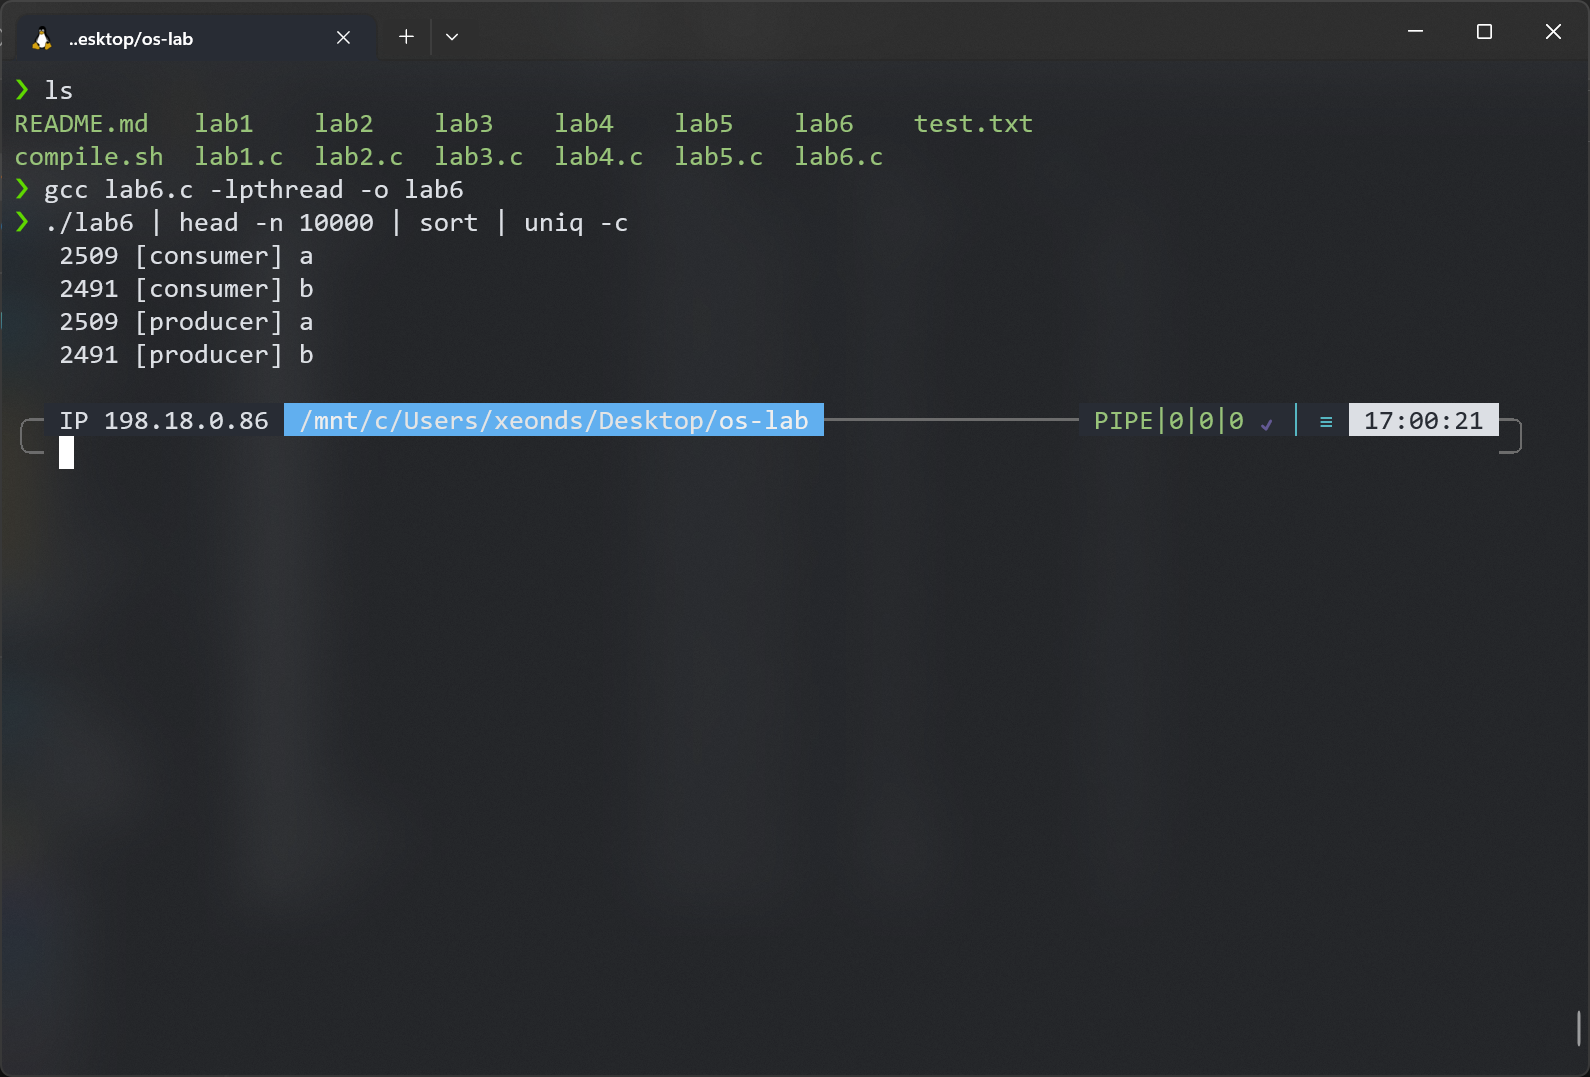 ..esktop/os-lab
❯ ls
README.md lab1 lab2 lab3 lab4 lab5 lab6 test.txt
compile.sh lab1.c lab2.c lab3.c lab4.c lab5.c lab6.c
❯ gcc lab6.c -lpthread -o lab6
❯ ./lab6 | head -n 10000 | sort | uniq -c
2509 [consumer] a
2491 [consumer] b
2509 [producer] a
2491 [producer] b
IP 198.18.0.86 /mnt/c/Users/xeonds/Desktop/os-lab PIPE|0|0|0 ✓ ≡ 17:00:21